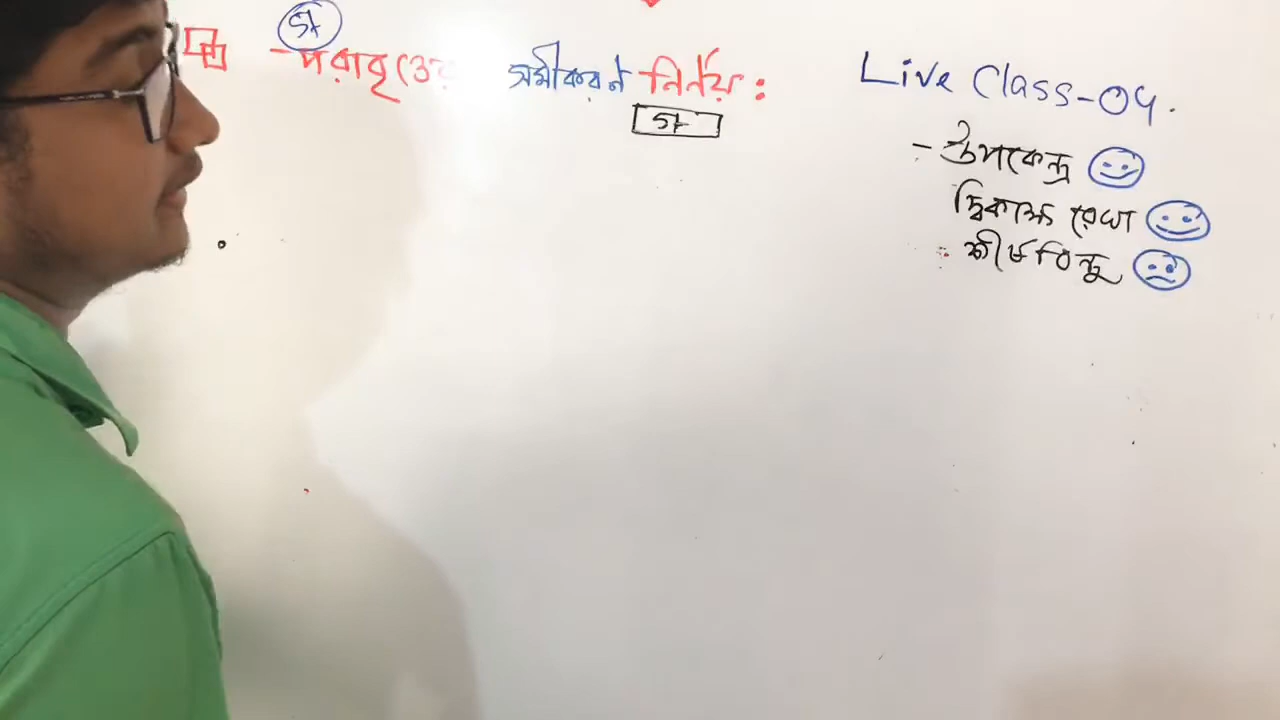 পরাবৃত্তের সমীকরণ নির্ণয় :
Live Class-04.
- উপকেন্দ্র
দ্বিকাক্ষ রেখা
শীর্ষবিন্দু